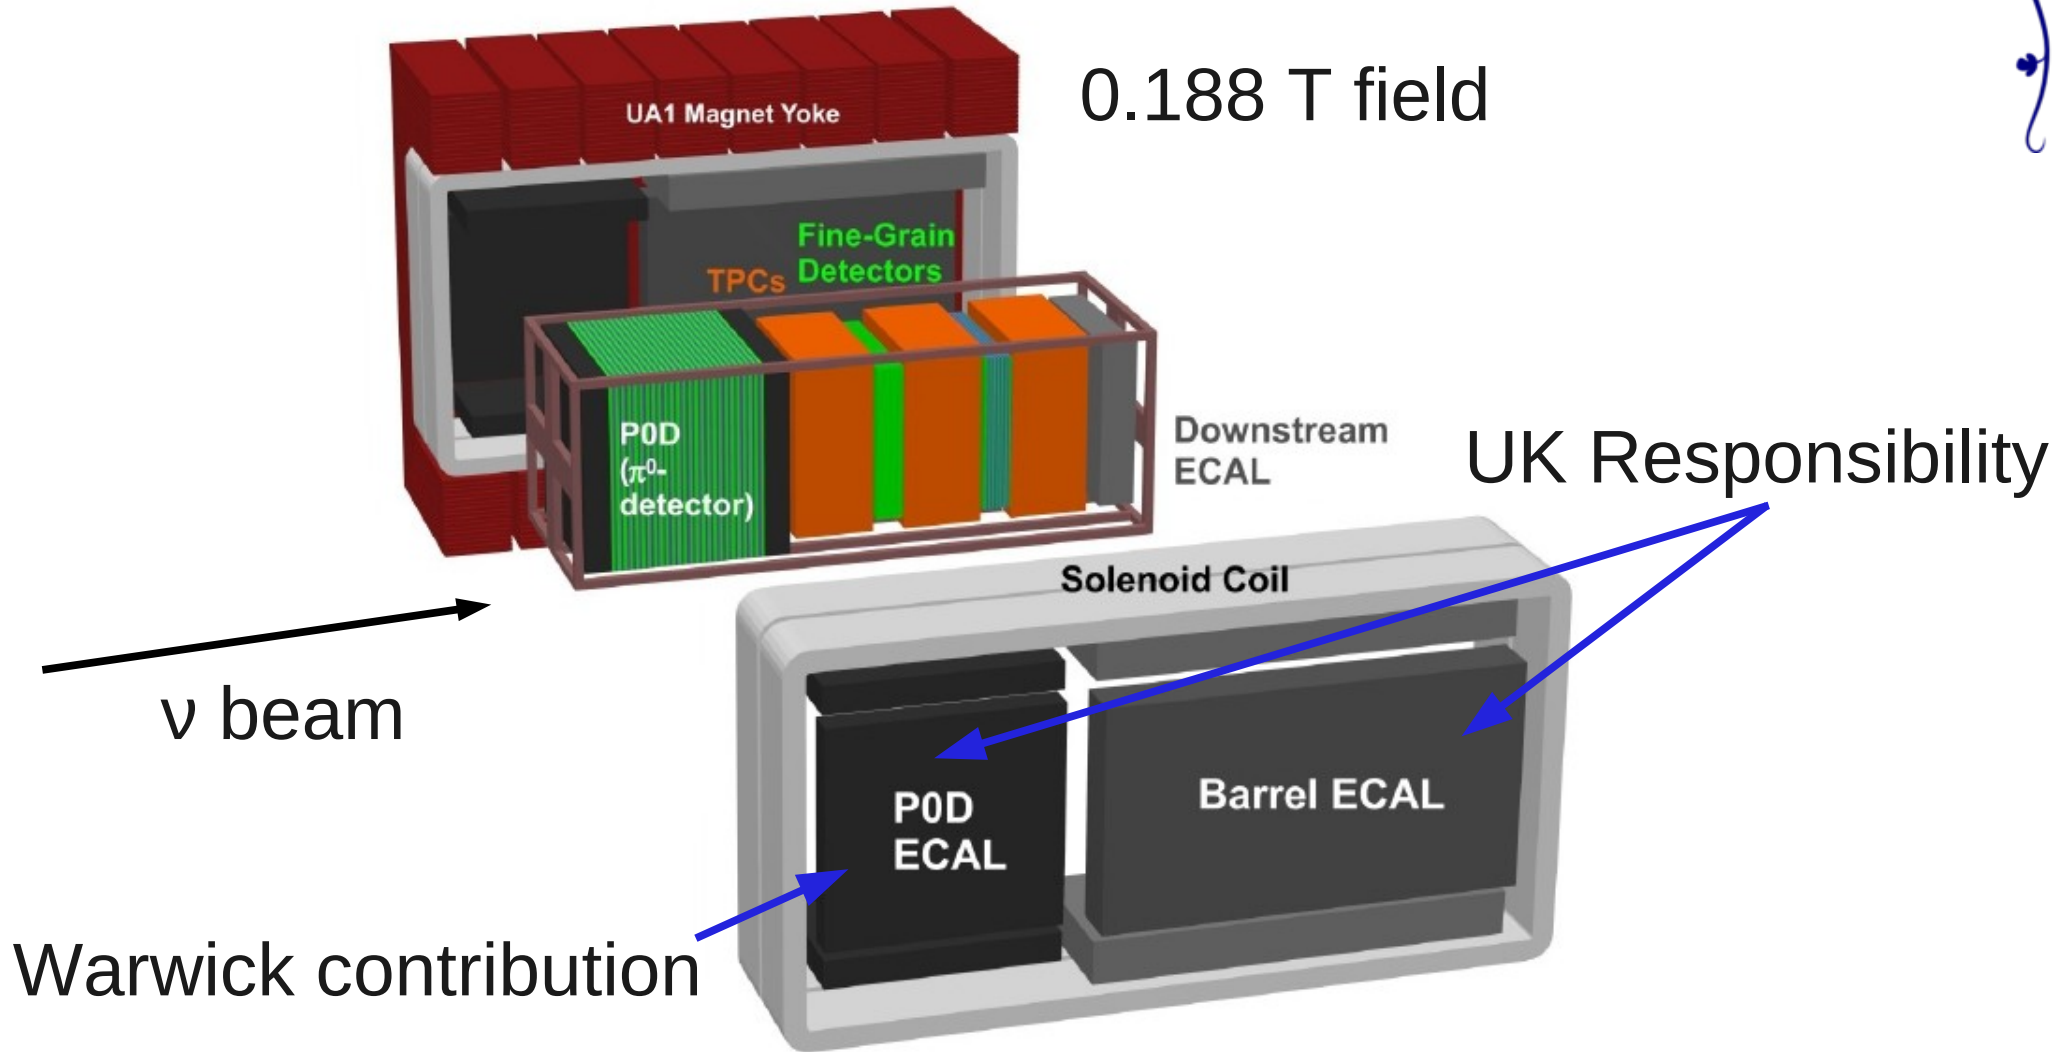 UA1 Magnet Yoke
0.188 T field
Fine-Grain
Detectors
TPCs
P0D
(π⁰-
detector)
Downstream
ECAL
UK Responsibility
Solenoid Coil
ν beam
P0D
ECAL
Barrel ECAL
Warwick contribution